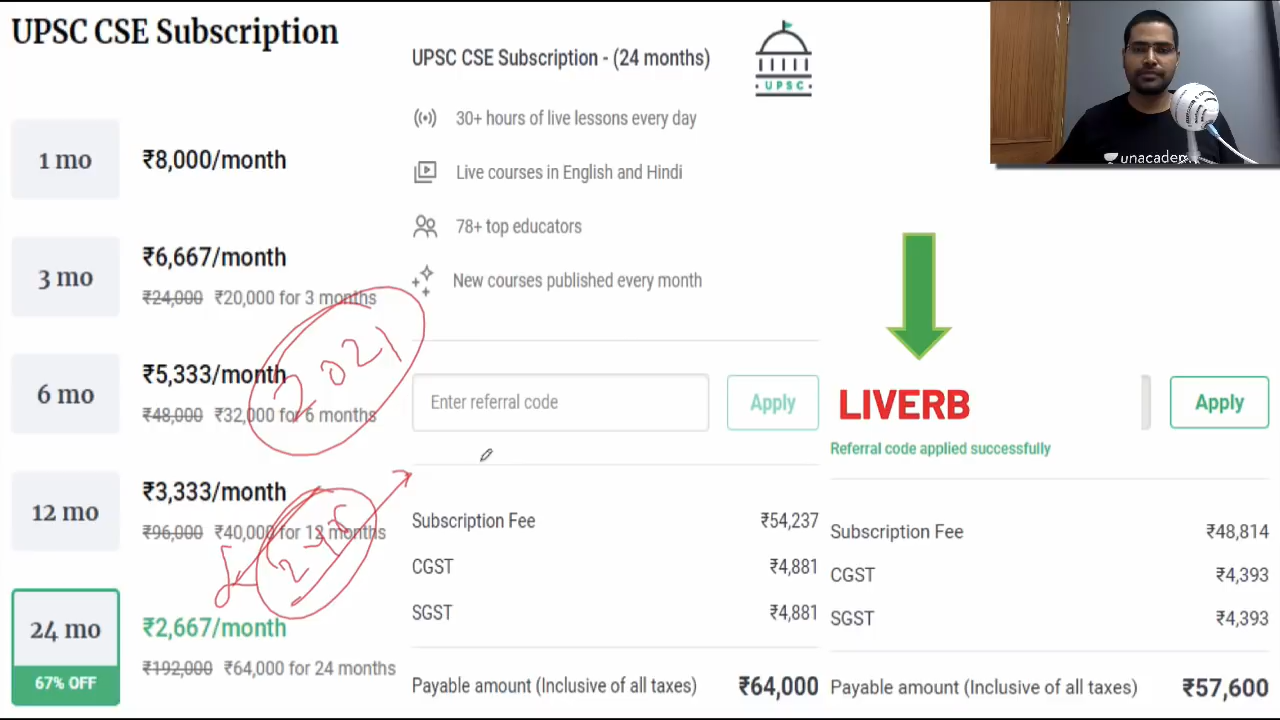 UPSC CSE Subscription
1 mo
₹8,000/month
3 mo
₹6,667/month
₹24,000 ₹20,000 for 3 months
6 mo
₹5,333/month
₹48,000 ₹32,000 for 6 months
2021
12 mo
₹3,333/month
₹96,000 ₹40,000 for 12 months
24 mo
67% OFF
₹2,667/month
₹192,000 ₹64,000 for 24 months
UPSC CSE Subscription - (24 months)
UPSC
30+ hours of live lessons every day
Live courses in English and Hindi
78+ top educators
New courses published every month
Enter referral code
Apply
Subscription Fee ₹54,237
CGST ₹4,881
SGST ₹4,881
Payable amount (Inclusive of all taxes) ₹64,000
unacadem
LIVERB
Apply
Referral code applied successfully
Subscription Fee ₹48,814
CGST ₹4,393
SGST ₹4,393
Payable amount (Inclusive of all taxes) ₹57,600